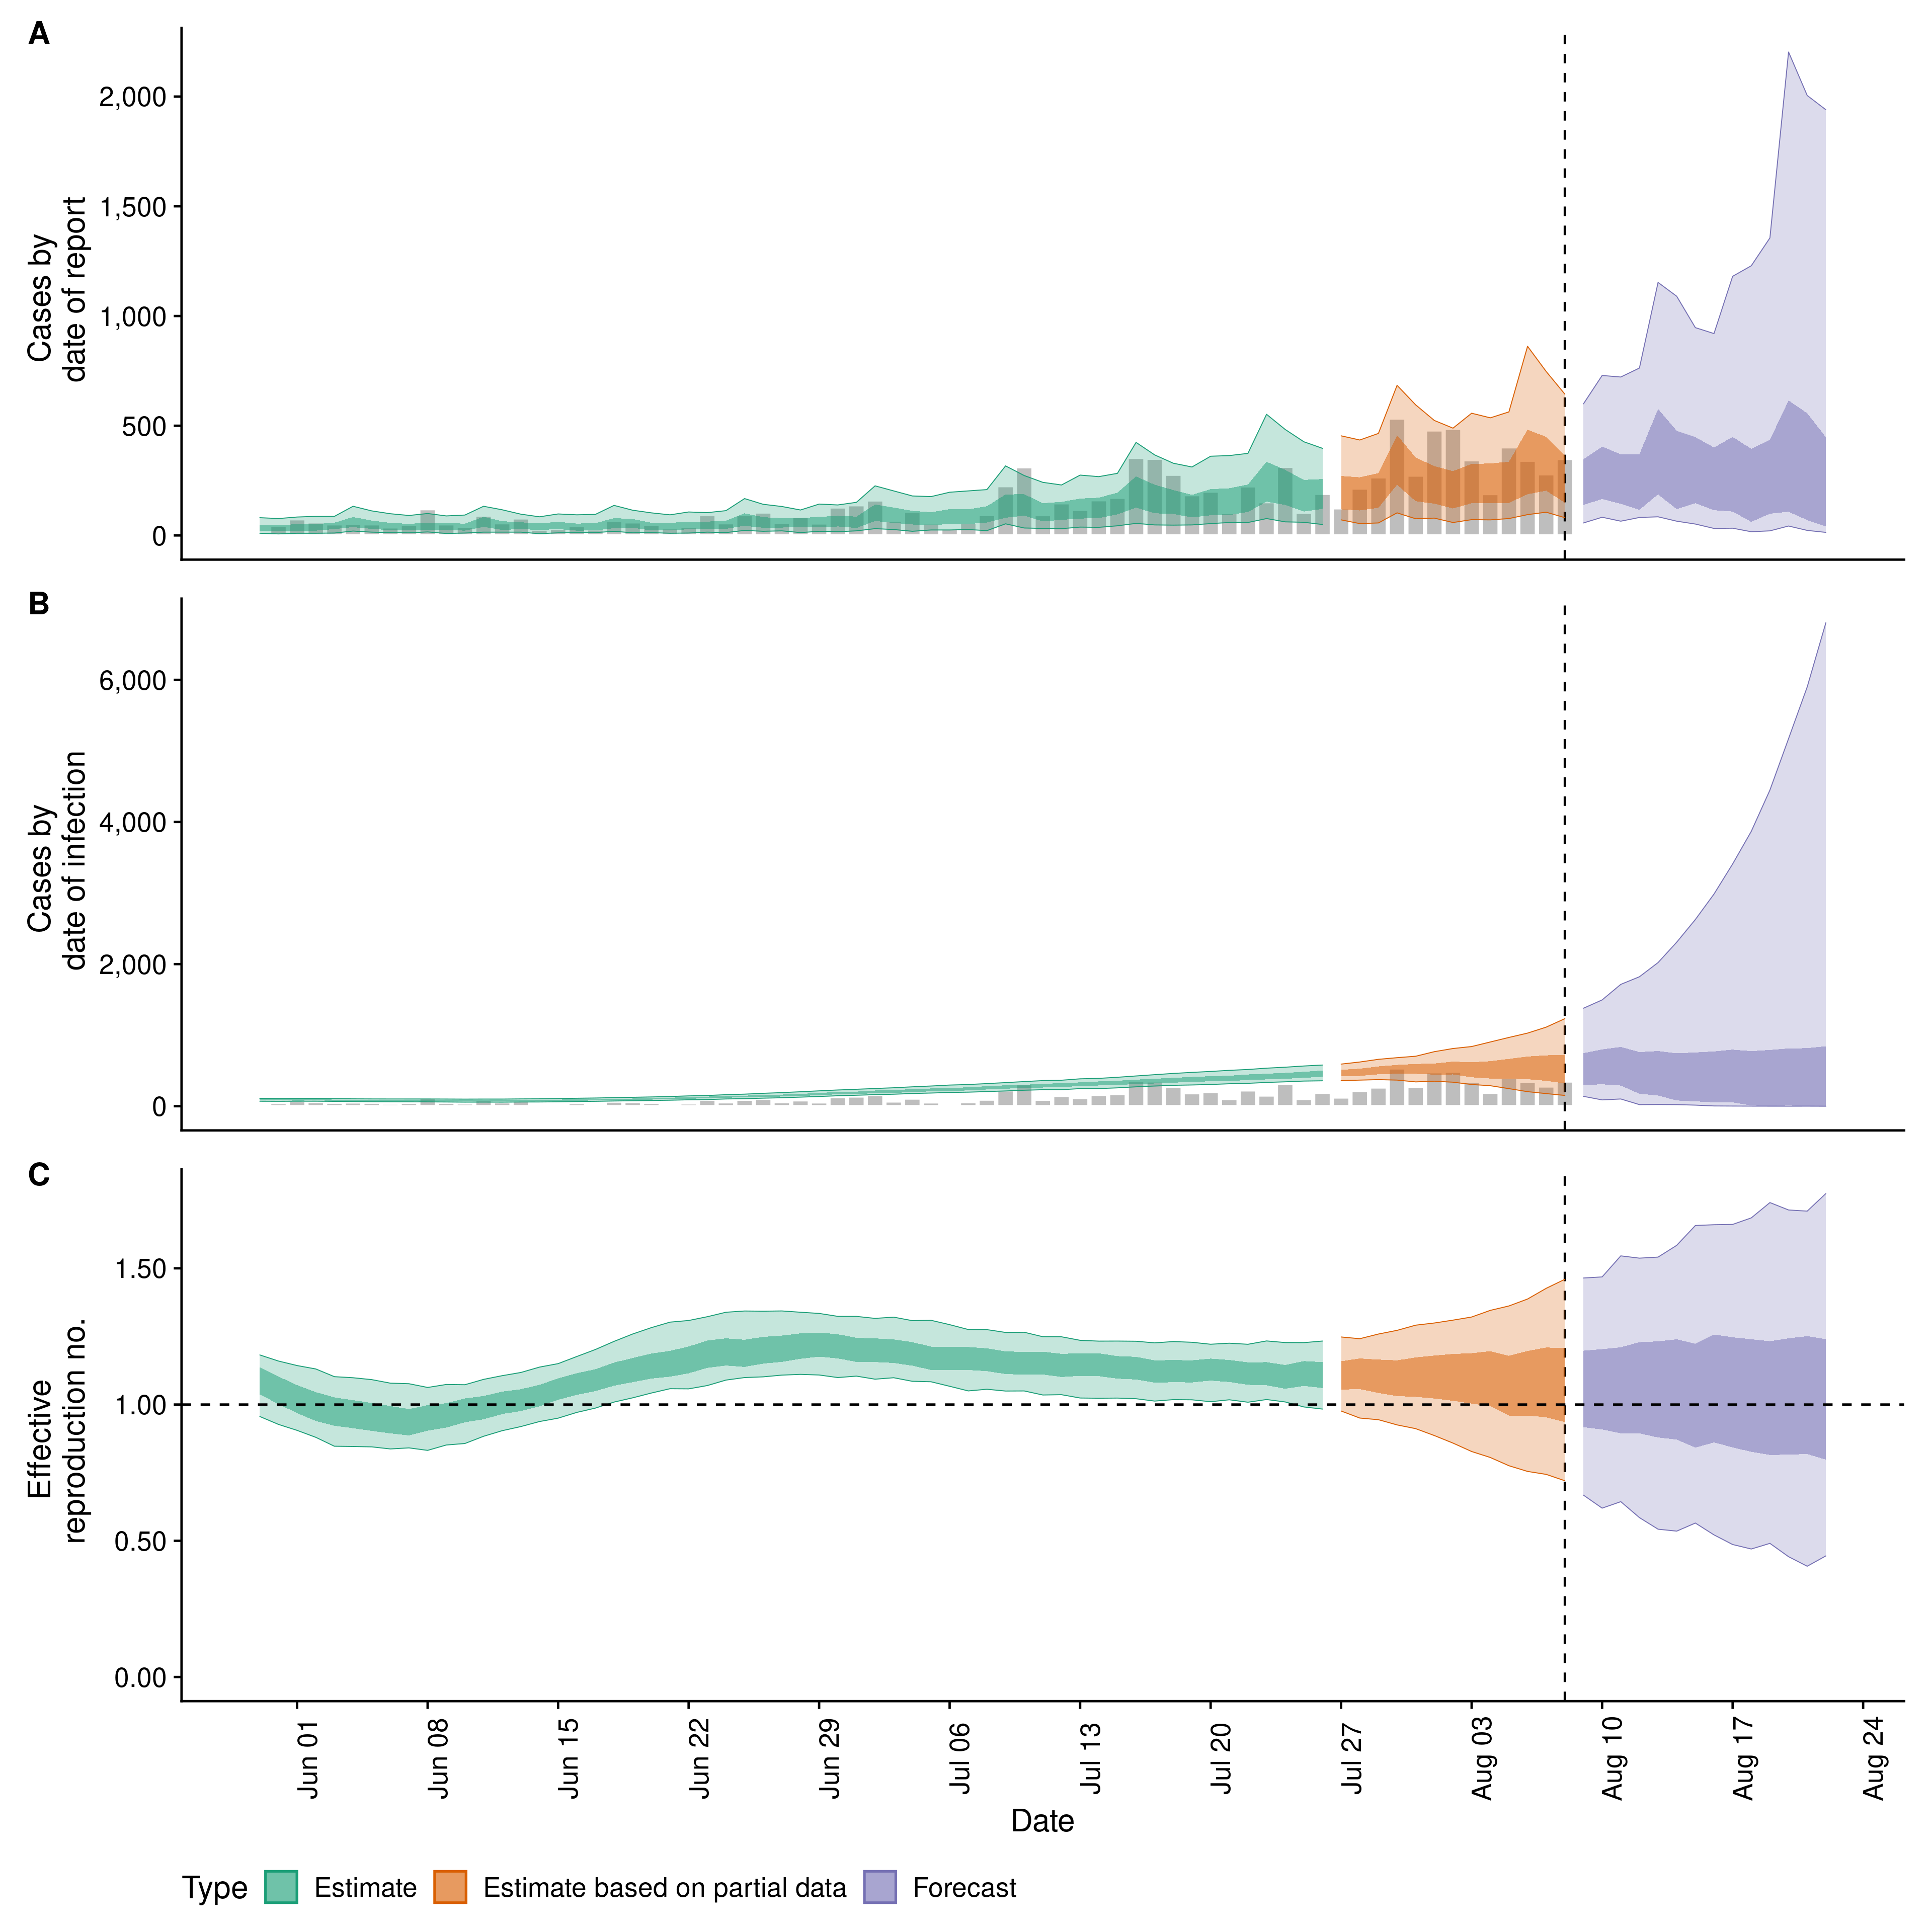 A
Cases by
date of report
2,000
1,500
1,000
500
0
B
Cases by
date of infection
6,000
4,000
2,000
0
C
Effective
reproduction no.
1.50
1.00
0.50
0.00
Jun 01
Jun 08
Jun 15
Jun 22
Jun 29
Jul 06
Jul 13
Jul 20
Jul 27
Aug 03
Aug 10
Aug 17
Aug 24
Date
Type Estimate Estimate based on partial data Forecast